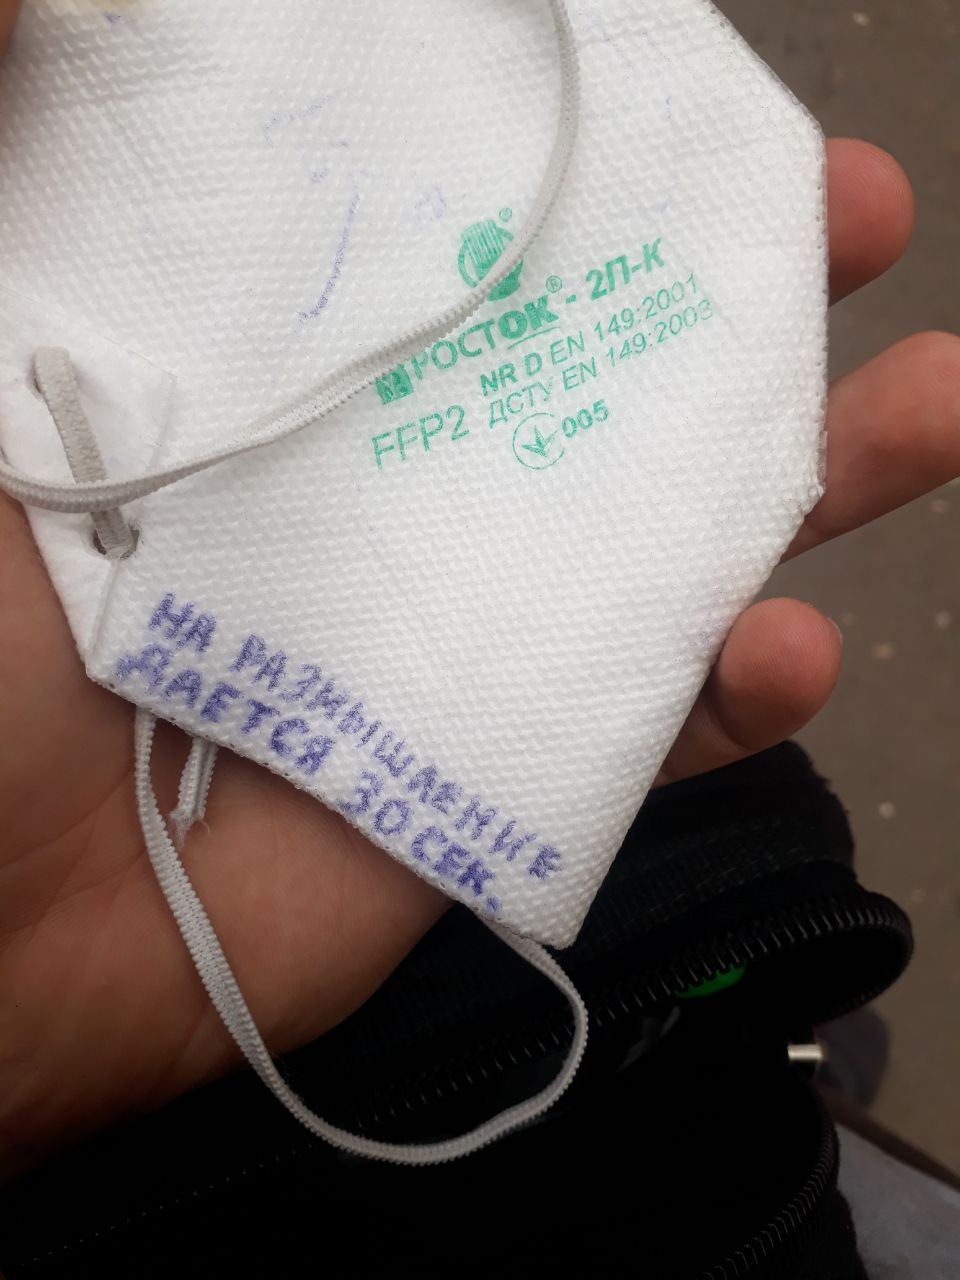 РОСТОК® - 2П-К
NR D EN 149:2001
FFP2 ДСТУ EN 149:2003
005
НА РАЗМЫШЛЕНИЕ
ДАЕТСЯ 30 СЕК.